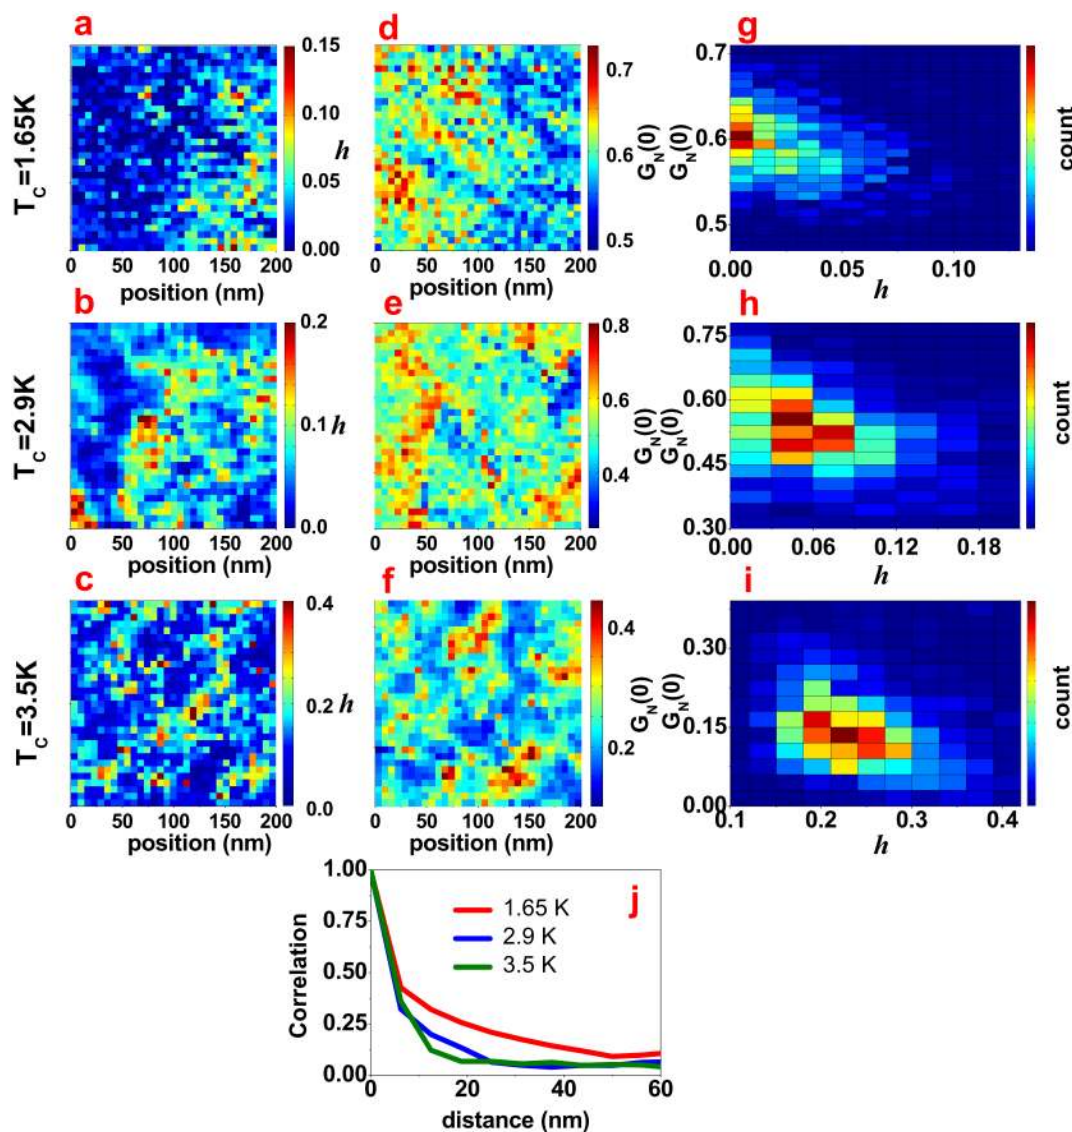 a
d
g
0.15
0.10
h
0.05
0.00
0.7
0.6
0.5
G_N(0)
G_N(0)
0.7
0.6
0.5
count
T_C=1.65K
0 50 100 150 200
position (nm)
0 50 100 150 200
position (nm)
0.00 0.05 0.10
h
b
e
h
0.2
0.1
h
0.0
0.8
0.6
0.4
G_N(0)
G_N(0)
0.75
0.60
0.45
0.30
count
T_C=2.9K
0 50 100 150 200
position (nm)
0 50 100 150 200
position (nm)
0.00 0.06 0.12 0.18
h
c
f
i
0.4
0.2
h
0.0
0.4
0.2
G_N(0)
G_N(0)
0.30
0.15
0.00
count
T_C=3.5K
0 50 100 150 200
position (nm)
0 50 100 150 200
position (nm)
0.1 0.2 0.3 0.4
h
j
1.00
0.75
0.50
0.25
0.00
Correlation
1.65 K
2.9 K
3.5 K
0 20 40 60
distance (nm)